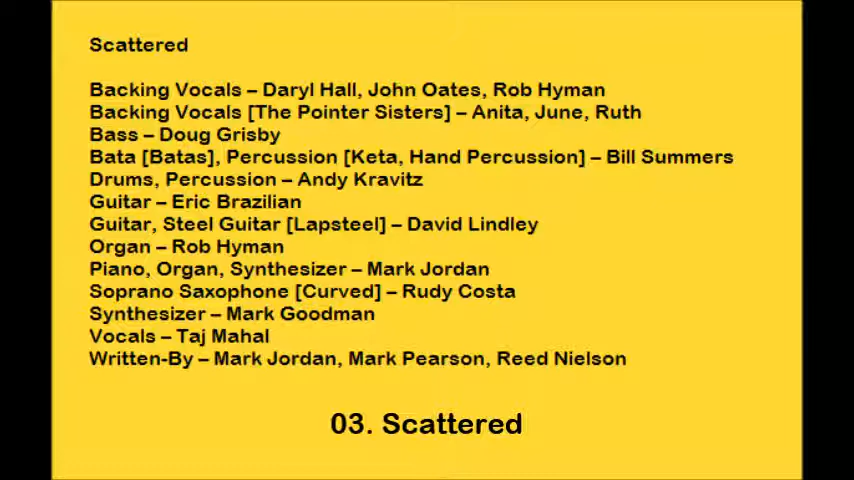 Scattered
Backing Vocals – Daryl Hall, John Oates, Rob Hyman
Backing Vocals [The Pointer Sisters] – Anita, June, Ruth
Bass – Doug Grisby
Bata [Batas], Percussion [Keta, Hand Percussion] – Bill Summers
Drums, Percussion – Andy Kravitz
Guitar – Eric Brazilian
Guitar, Steel Guitar [Lapsteel] – David Lindley
Organ – Rob Hyman
Piano, Organ, Synthesizer – Mark Jordan
Soprano Saxophone [Curved] – Rudy Costa
Synthesizer – Mark Goodman
Vocals – Taj Mahal
Written-By – Mark Jordan, Mark Pearson, Reed Nielson
03. Scattered